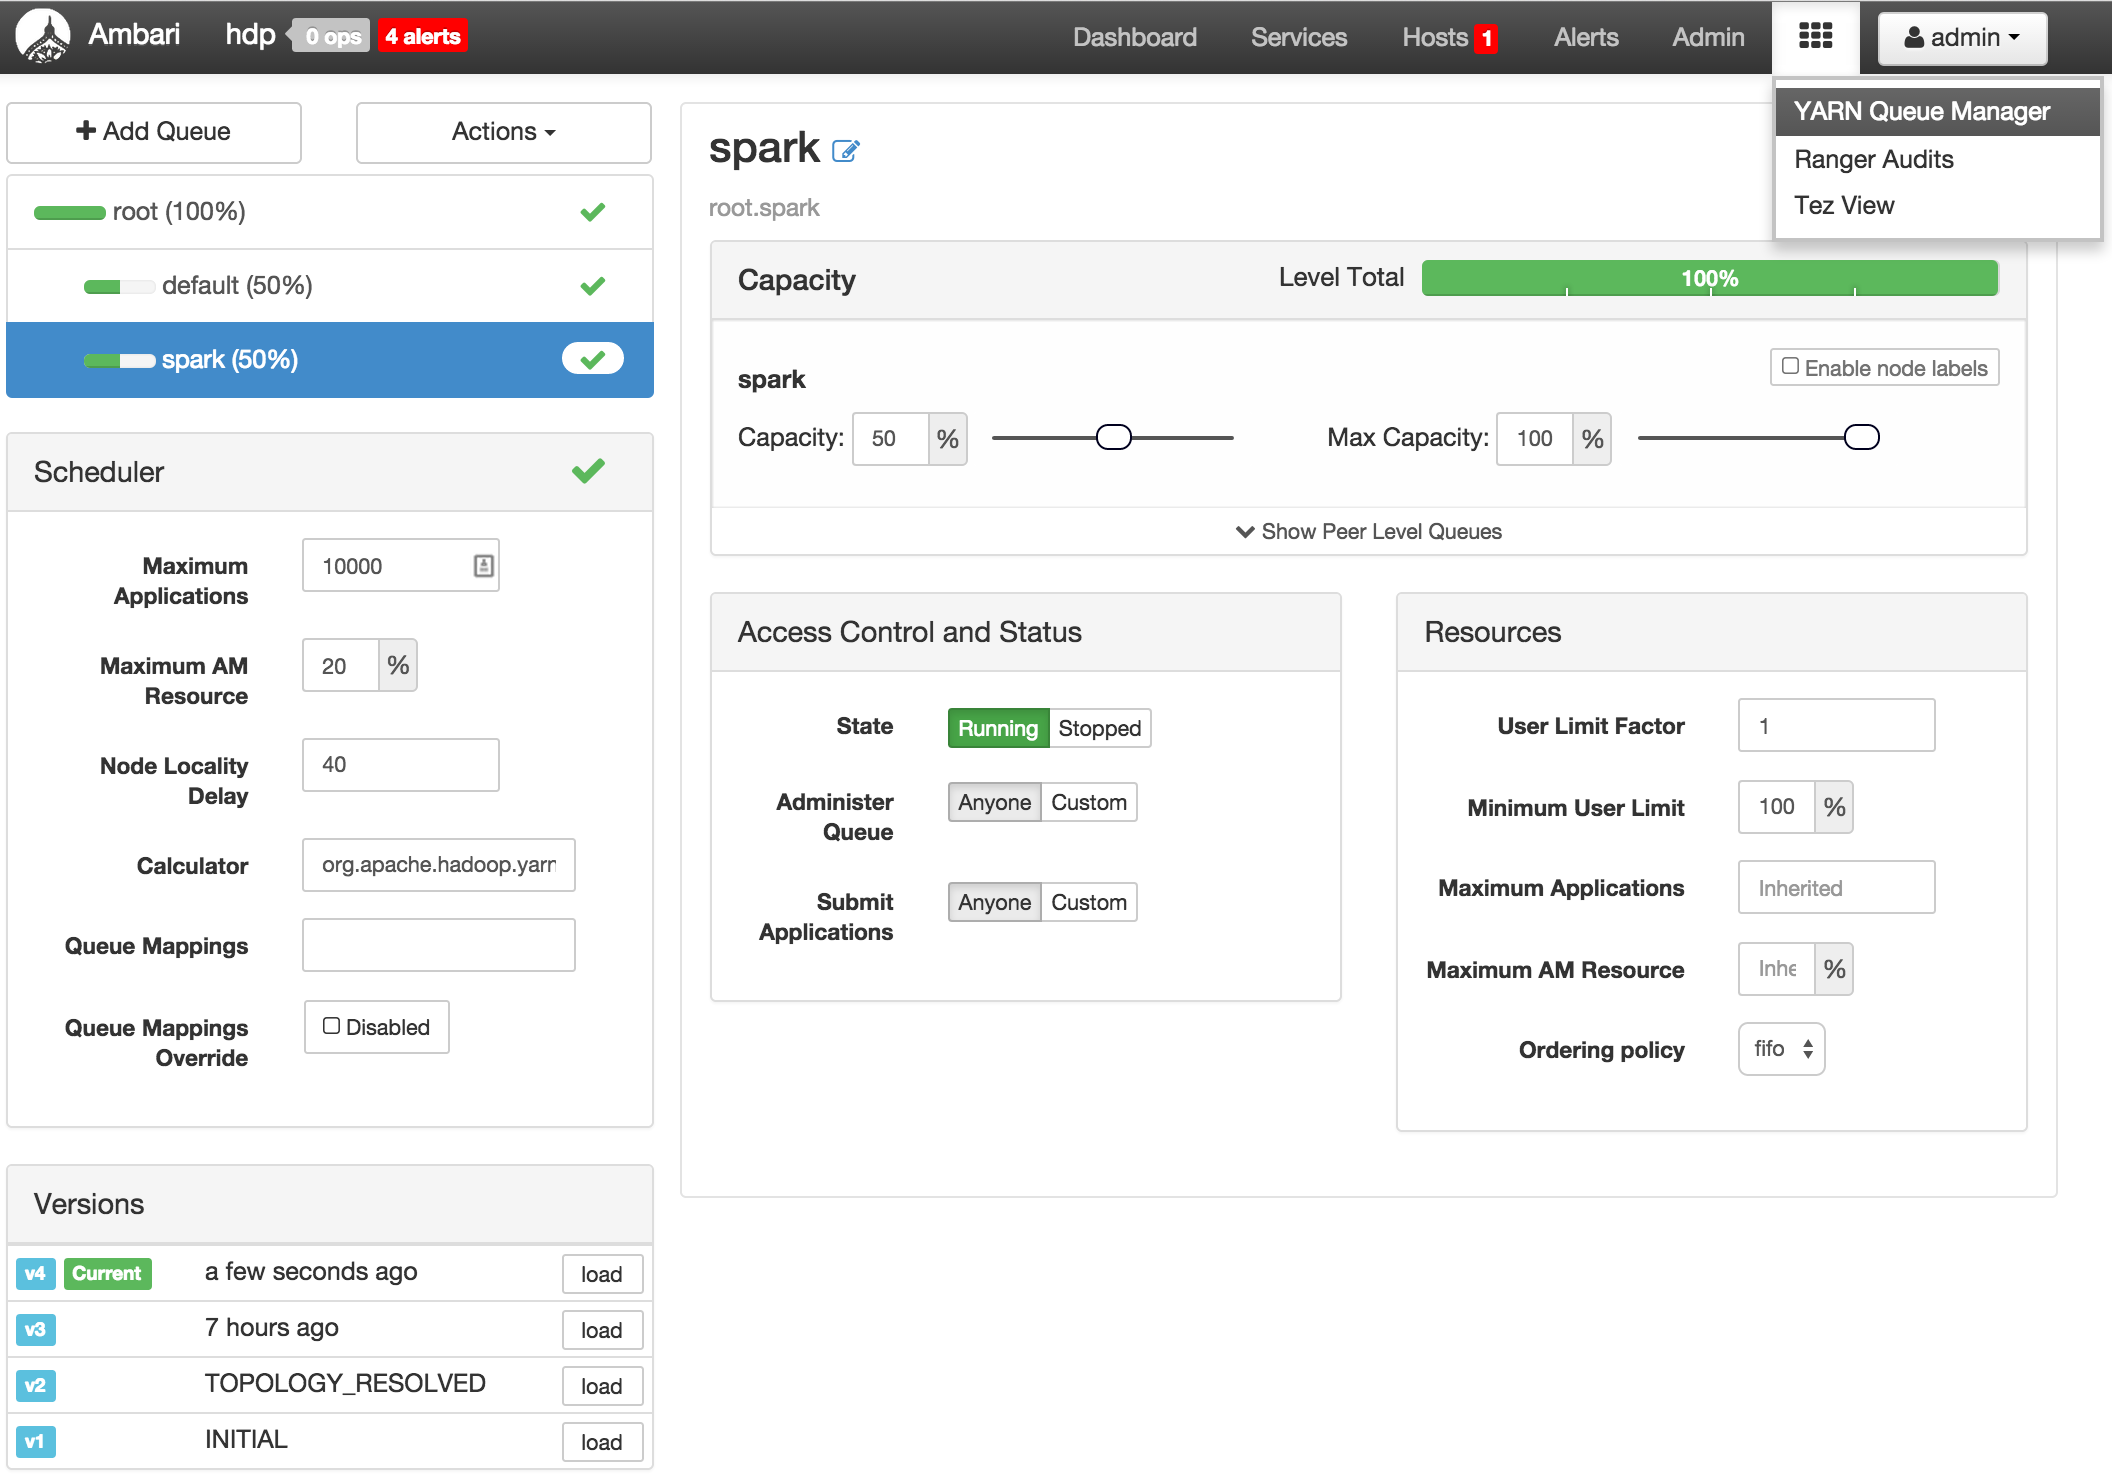 Ambari hdp 0 ops 4 alerts Dashboard Services Hosts 1 Alerts Admin admin
YARN Queue Manager
Ranger Audits
Tez View
Add Queue Actions
root (100%)
default (50%)
spark (50%)
Scheduler
Maximum Applications 10000
Maximum AM Resource 20 %
Node Locality Delay 40
Calculator org.apache.hadoop.yarn
Queue Mappings
Queue Mappings Override Disabled
Versions
v4 Current a few seconds ago load
v3 7 hours ago load
v2 TOPOLOGY_RESOLVED load
v1 INITIAL load
spark
root.spark
Capacity Level Total 100%
spark Enable node labels
Capacity: 50 % Max Capacity: 100 %
Show Peer Level Queues
Access Control and Status
State Running Stopped
Administer Queue Anyone Custom
Submit Applications Anyone Custom
Resources
User Limit Factor 1
Minimum User Limit 100 %
Maximum Applications Inherited
Maximum AM Resource Inhe %
Ordering policy fifo